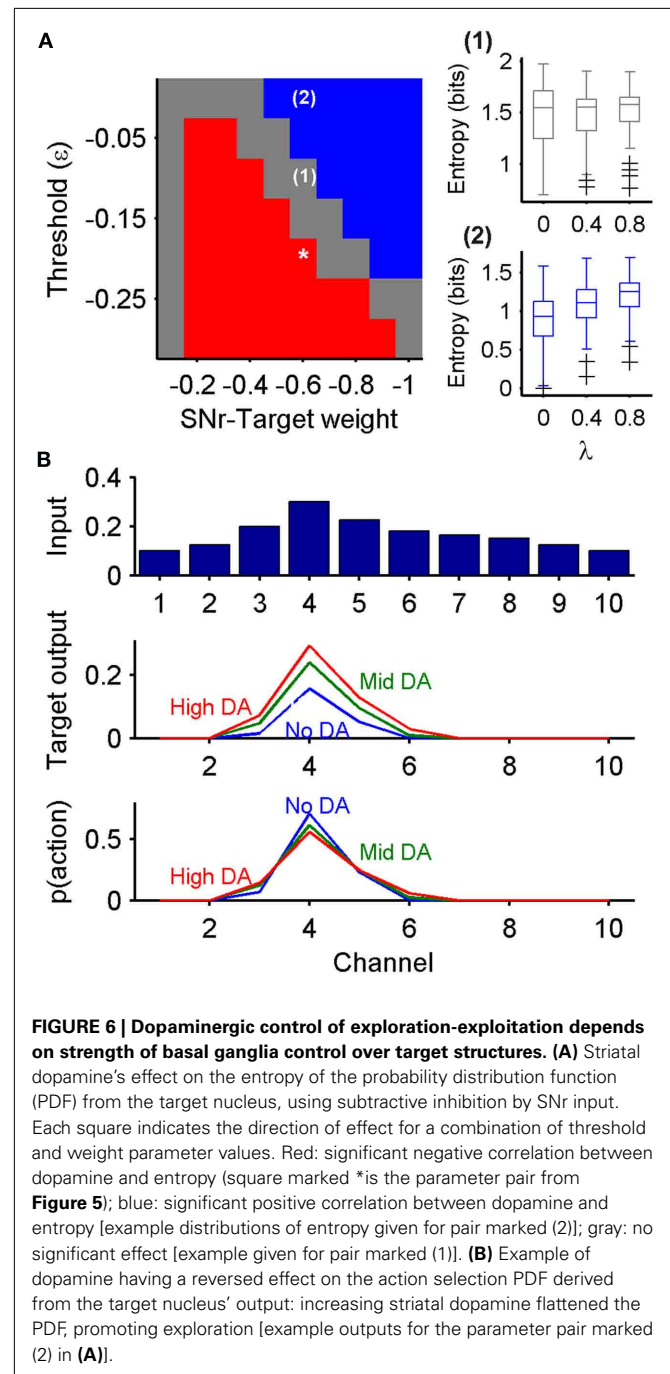 A
(1)
(2)
(1)
*
Threshold (ε)
-0.05
-0.15
-0.25
-0.2 -0.4 -0.6 -0.8 -1
SNr-Target weight
Entropy (bits)
2
1.5
1
0 0.4 0.8
(2)
Entropy (bits)
1.5
1
0.5
0
0 0.4 0.8
λ
B
Input
0.4
0.2
0
1 2 3 4 5 6 7 8 9 10
Target output
0.2
0
High DA
Mid DA
No DA
2 4 6 8 10
p(action)
0.5
0
No DA
High DA
Mid DA
2 4 6 8 10
Channel
FIGURE 6 | Dopaminergic control of exploration-exploitation depends
on strength of basal ganglia control over target structures. (A) Striatal
dopamine's effect on the entropy of the probability distribution function
(PDF) from the target nucleus, using subtractive inhibition by SNr input.
Each square indicates the direction of effect for a combination of threshold
and weight parameter values. Red: significant negative correlation between
dopamine and entropy (square marked *is the parameter pair from
Figure 5); blue: significant positive correlation between dopamine and
entropy [example distributions of entropy given for pair marked (2)]; gray: no
significant effect [example given for pair marked (1)]. (B) Example of
dopamine having a reversed effect on the action selection PDF derived
from the target nucleus' output: increasing striatal dopamine flattened the
PDF, promoting exploration [example outputs for the parameter pair marked
(2) in (A)].